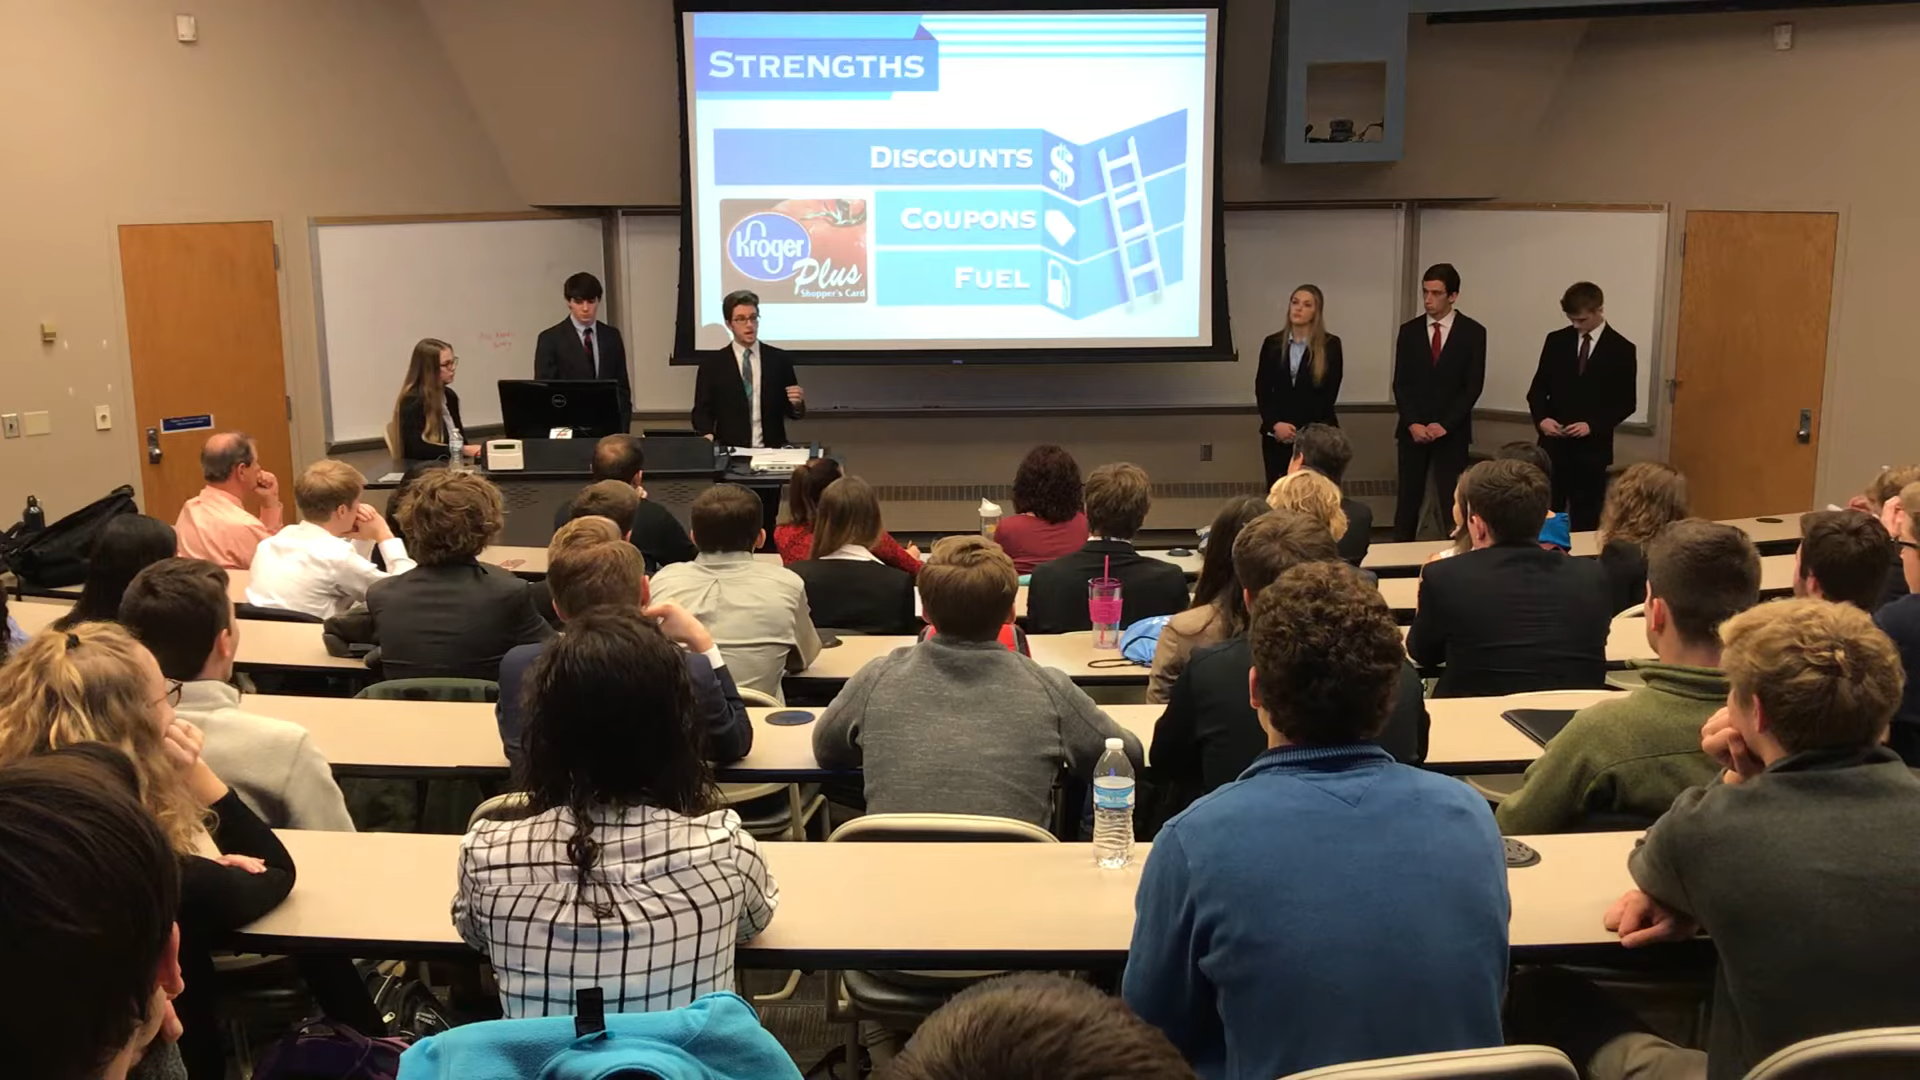 STRENGTHS
DISCOUNTS
$
COUPONS
FUEL
Kroger
Plus
Shopper's Card
DELL